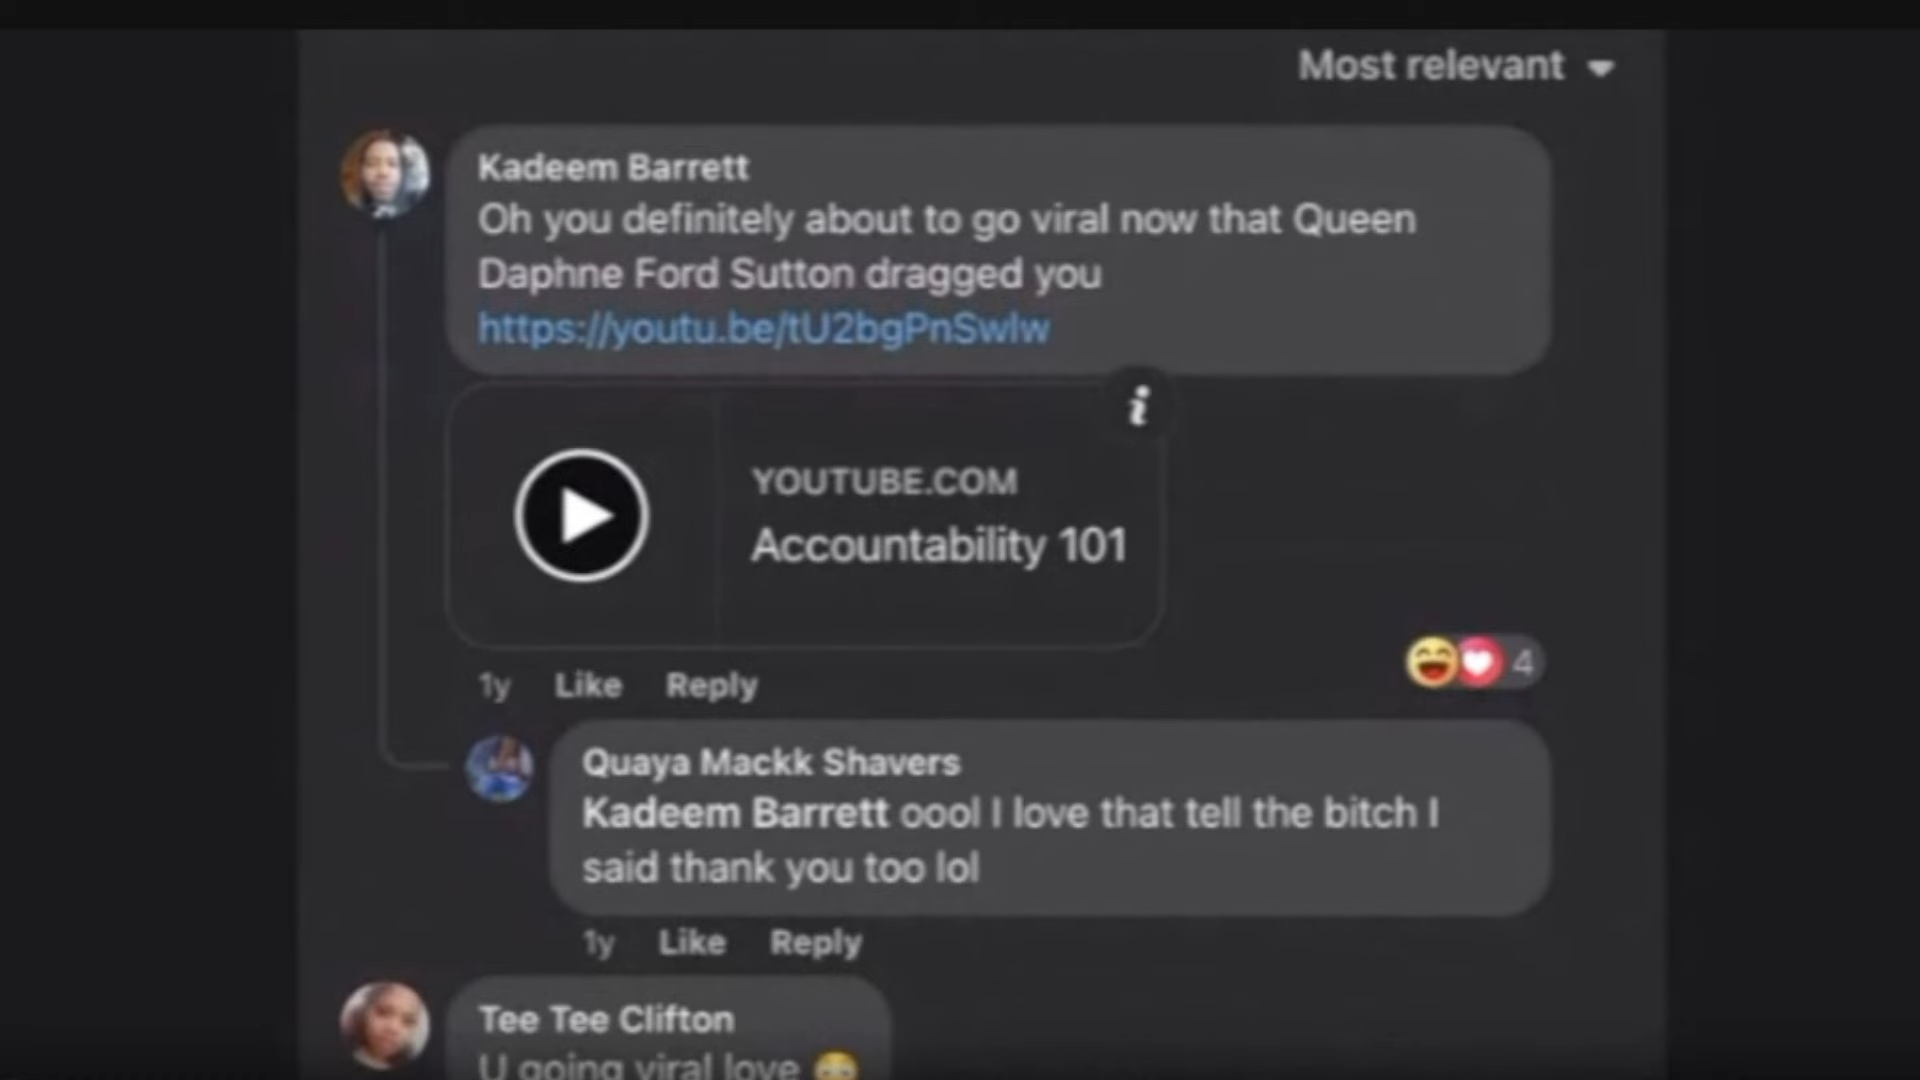 Most relevant
Kadeem Barrett
Oh you definitely about to go viral now that Queen
Daphne Ford Sutton dragged you
https://youtu.be/tU2bgPnSwlw
i
YOUTUBE.COM
Accountability 101
4
1y Like Reply
Quaya Mackk Shavers
Kadeem Barrett oool I love that tell the bitch I
said thank you too lol
1y Like Reply
Tee Tee Clifton
U going viral love